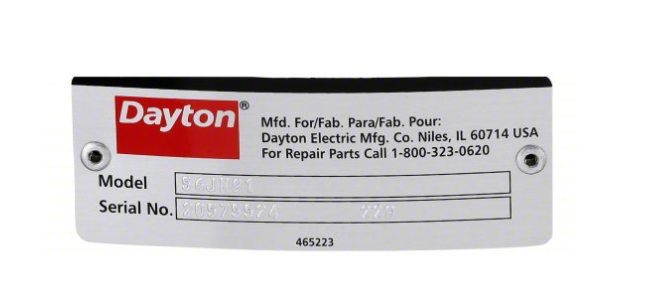 Dayton®
Mfd. For/Fab. Para/Fab. Pour:
Dayton Electric Mfg. Co. Niles, IL 60714 USA
For Repair Parts Call 1-800-323-0620
Model
Serial No.
465223